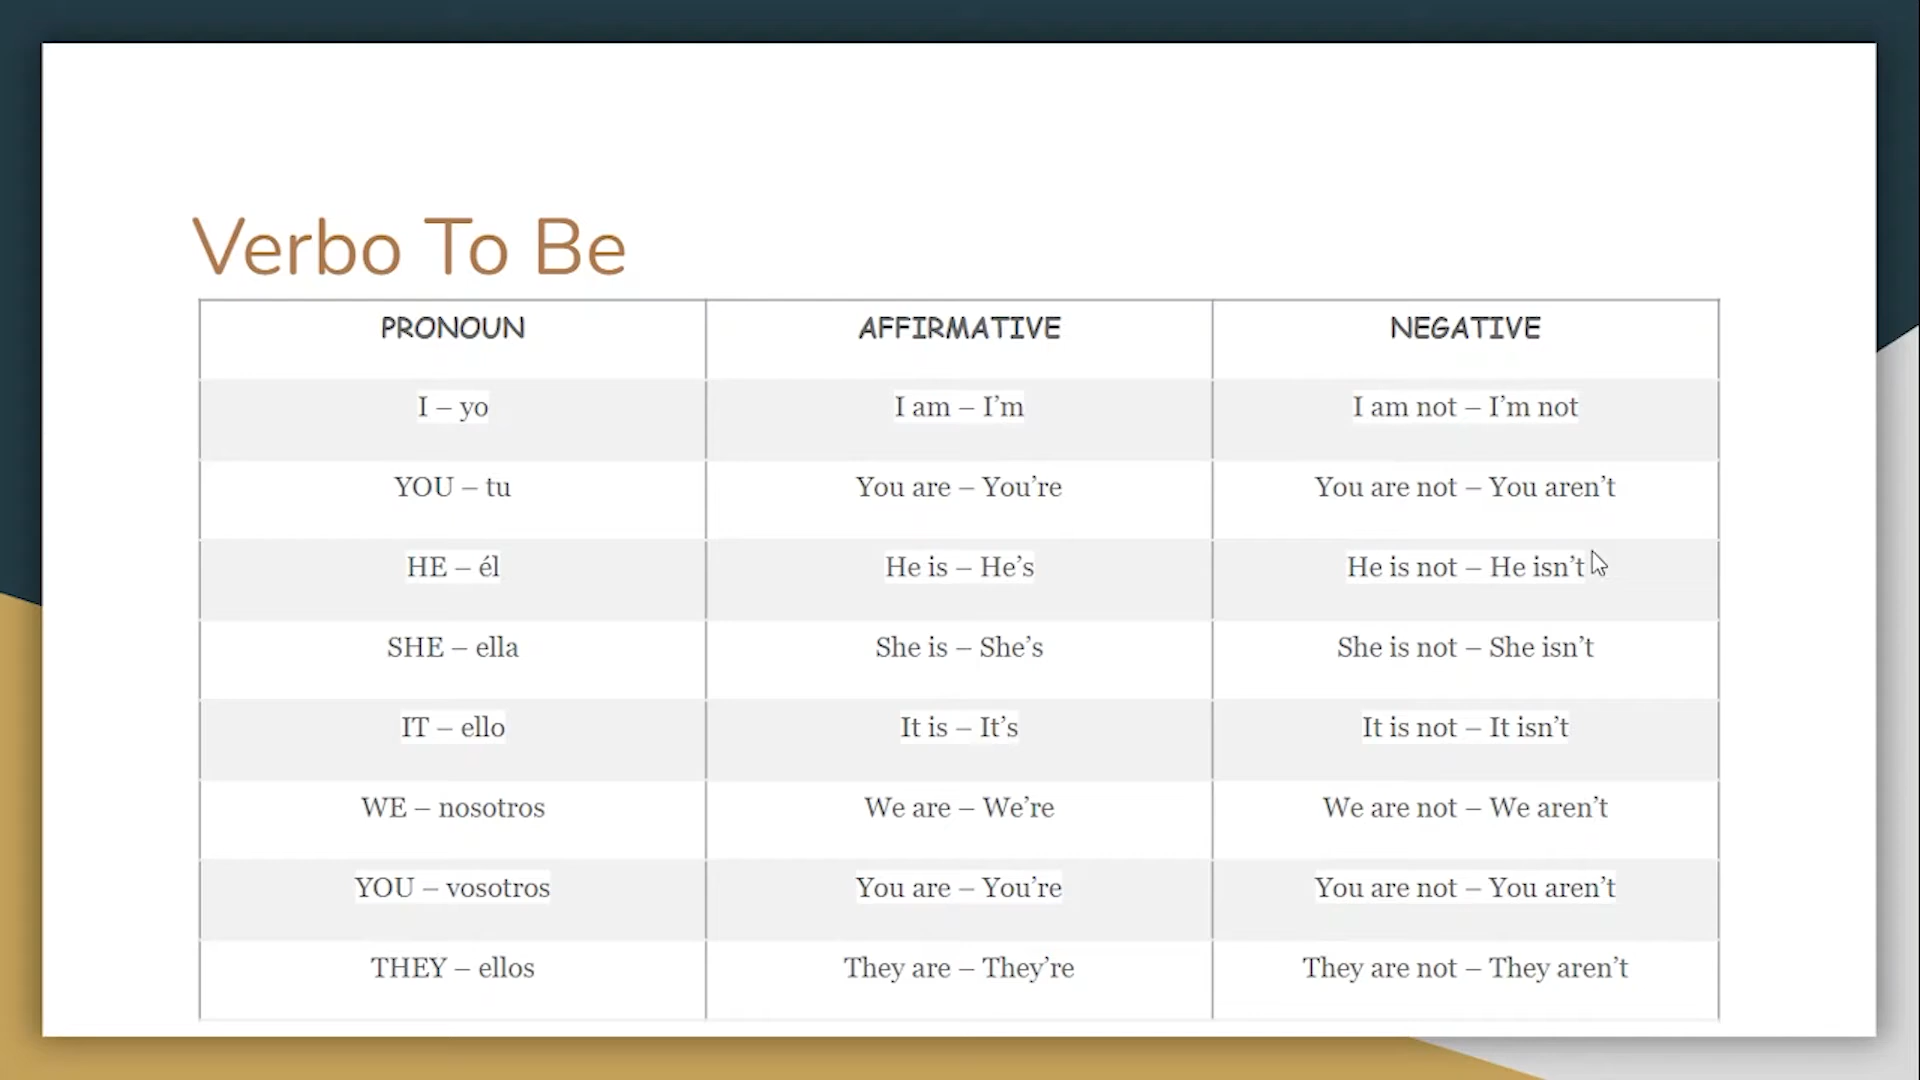 Verbo To Be
PRONOUN AFFIRMATIVE NEGATIVE
I – yo I am – I’m I am not – I’m not
YOU – tu You are – You’re You are not – You aren’t
HE – él He is – He’s He is not – He isn’t
SHE – ella She is – She’s She is not – She isn’t
IT – ello It is – It’s It is not – It isn’t
WE – nosotros We are – We’re We are not – We aren’t
YOU – vosotros You are – You’re You are not – You aren’t
THEY – ellos They are – They’re They are not – They aren’t